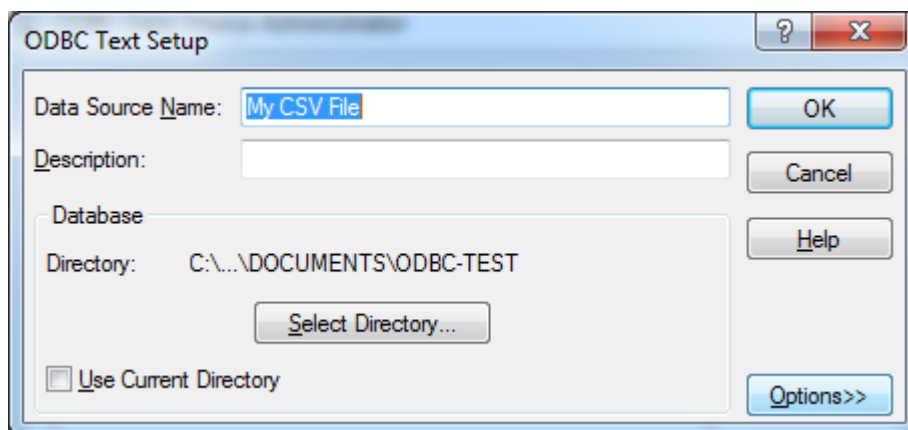 ODBC Text Setup
Data Source Name: My CSV File
OK
Description:
Cancel
Database
Help
Directory: C:\...\DOCUMENTS\ODBC-TEST
Select Directory...
Use Current Directory
Options>>